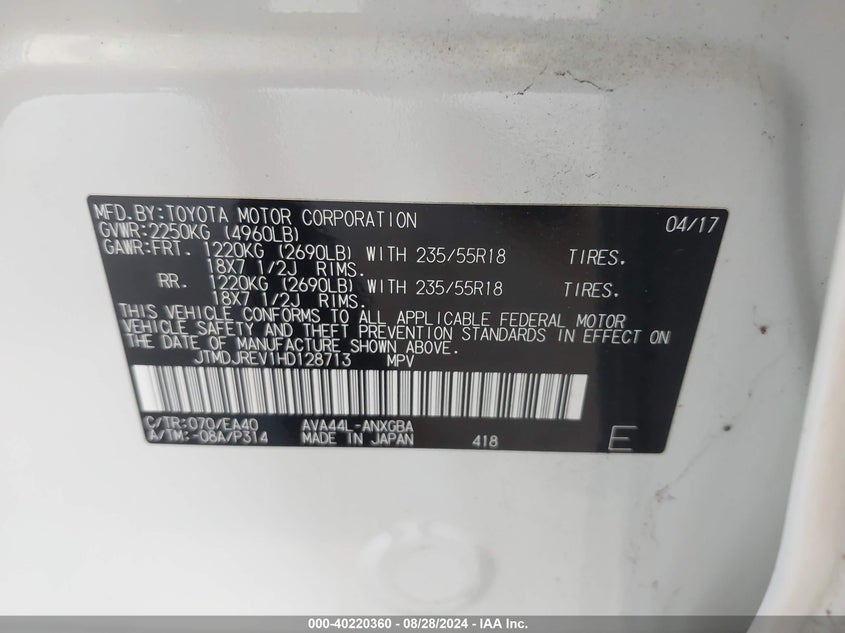 MFD.BY:TOYOTA MOTOR CORPORATION 04/17
GVWR:2250KG (4960LB)
GAWR:FRT. 1220KG (2690LB) WITH 235/55R18 TIRES.
18X7 1/2J RIMS.
RR. 1220KG (2690LB) WITH 235/55R18 TIRES.
18X7 1/2J RIMS.
THIS VEHICLE CONFORMS TO ALL APPLICABLE FEDERAL MOTOR
VEHICLE SAFETY AND THEFT PREVENTION STANDARDS IN EFFECT ON
THE DATE OF MANUFACTURE SHOWN ABOVE.
JTMDJREV1HD128713 MPV
C/TR:070/EA40 AVA44L-ANXGBA
A/TM:-08A/P314 MADE IN JAPAN 418 E
000-40220360 - 08/28/2024 - IAAI.com